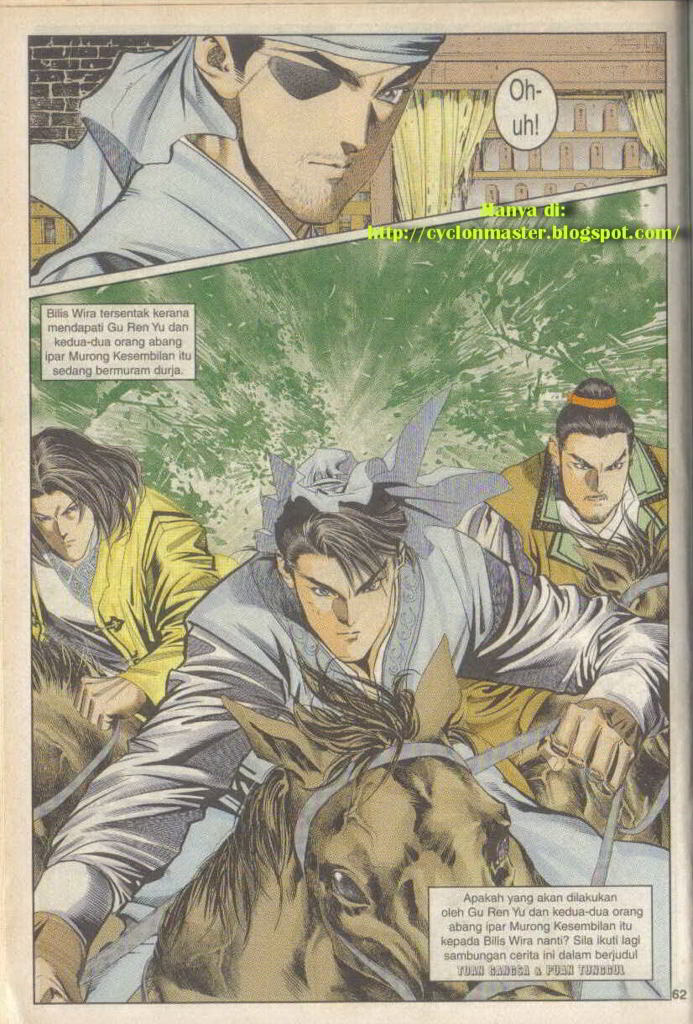 Oh-
uh!
Hanya di:
http://cyclonmaster.blogspot.com/
Bilis Wira tersentak kerana
mendapati Gu Ren Yu dan
kedua-dua orang abang
ipar Murong Kesembilan itu
sedang bermuram durja.
Apakah yang akan dilakukan
oleh Gu Ren Yu dan kedua-dua orang
abang ipar Murong Kesembilan itu
kepada Bilis Wira nanti? Sila ikuti lagi
sambungan cerita ini dalam berjudul
TUAN GANGSA & PUAN TUNGGUL
62